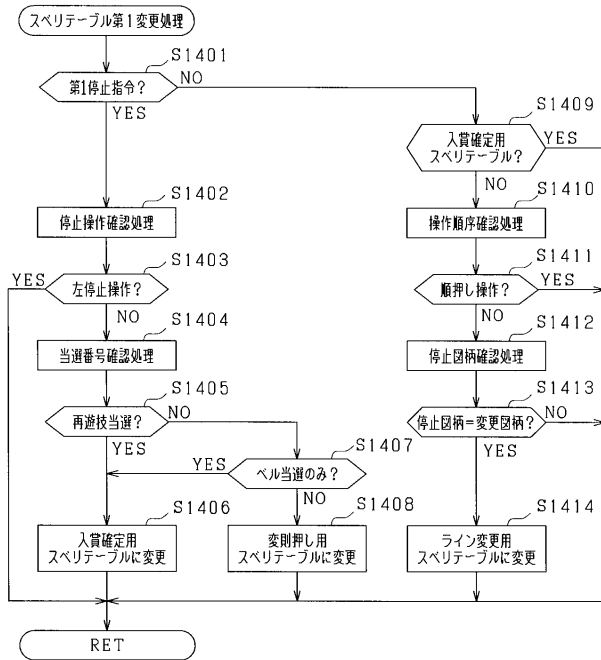 スベリテーブル第1変更処理
S1401
第1停止指令?
NO
YES
S1409
入賞確定用
スベリテーブル?
YES
NO
S1402
停止操作確認処理
S1410
操作順序確認処理
S1403
YES
左停止操作?
NO
S1411
順押し操作?
YES
NO
S1404
当選番号確認処理
S1412
停止図柄確認処理
S1405
再遊技当選?
NO
YES
S1413
停止図柄=変更図柄?
NO
YES
S1407
YES
ベル当選のみ?
NO
S1406
入賞確定用
スベリテーブルに変更
S1408
変則押し用
スベリテーブルに変更
S1414
ライン変更用
スベリテーブルに変更
RET